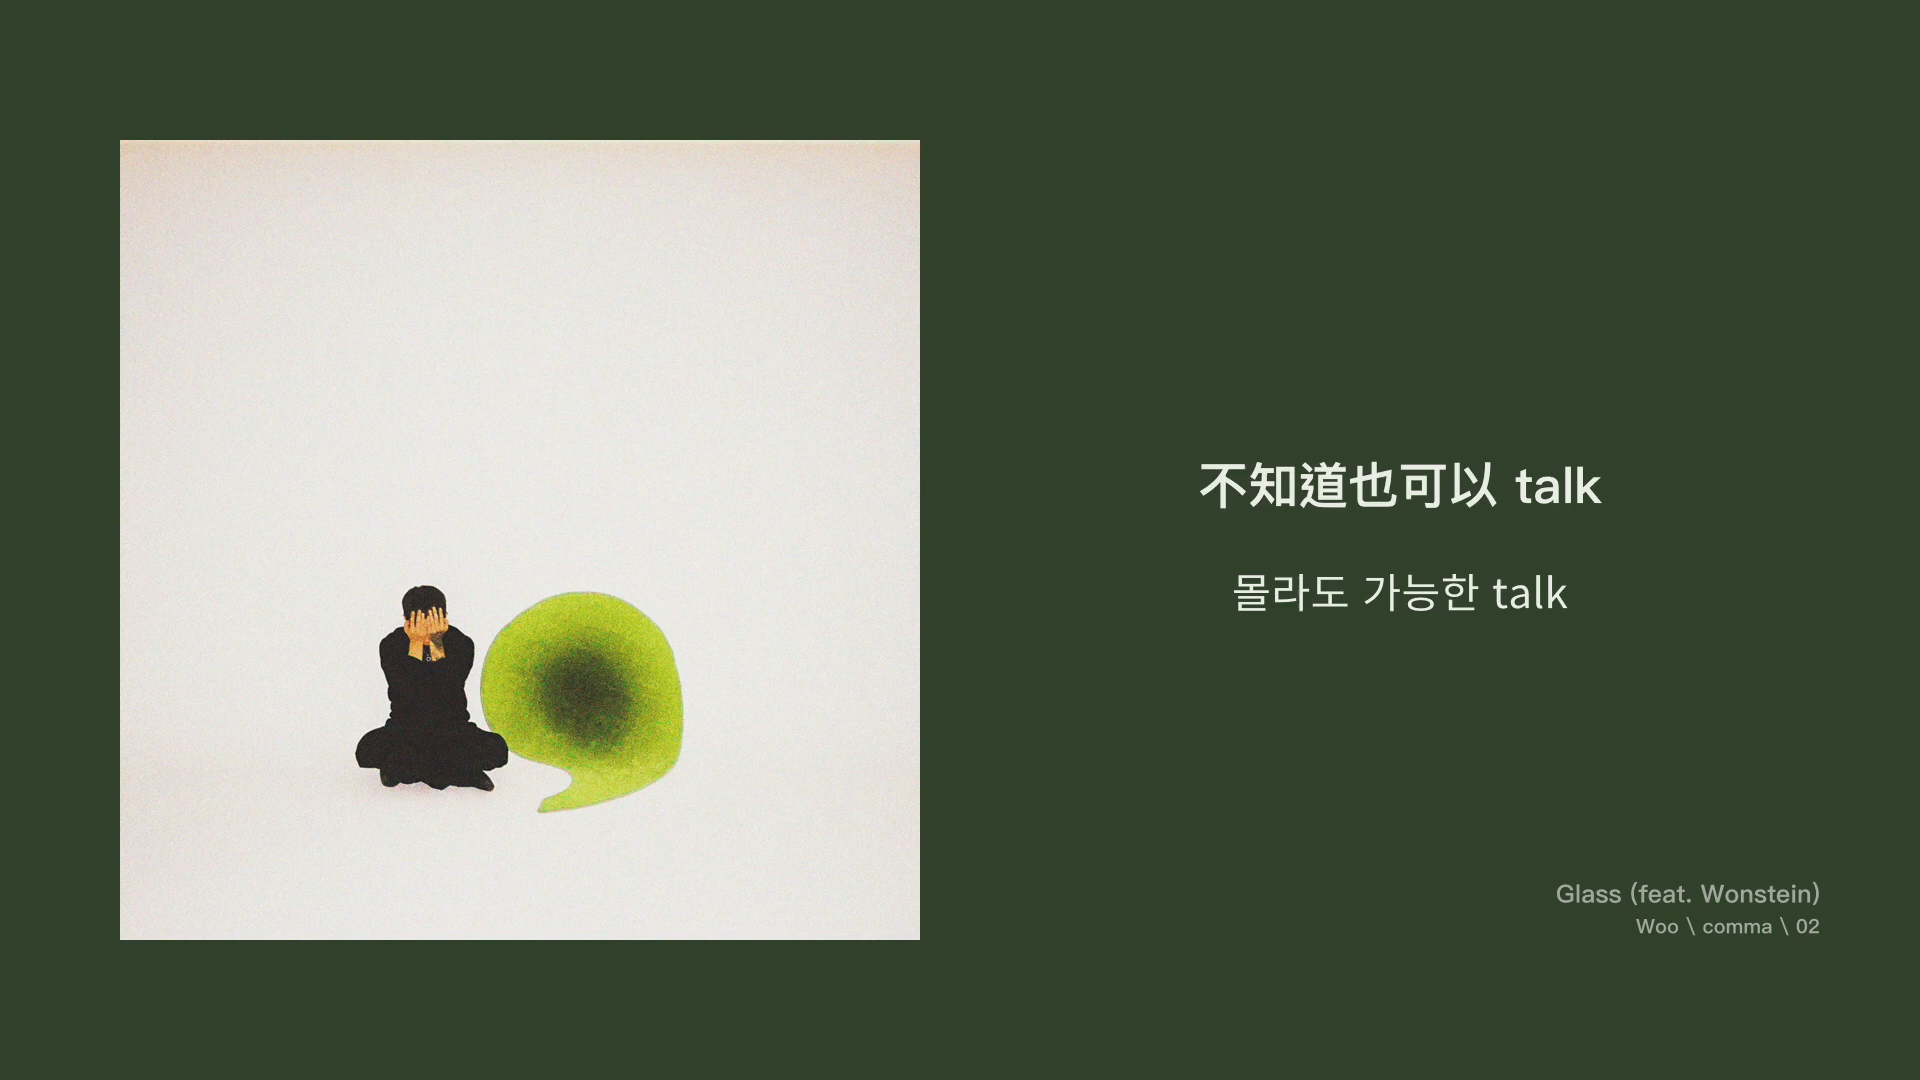 不知道也可以 talk
몰라도 가능한 talk
Glass (feat. Wonstein)
Woo \ comma \ 02